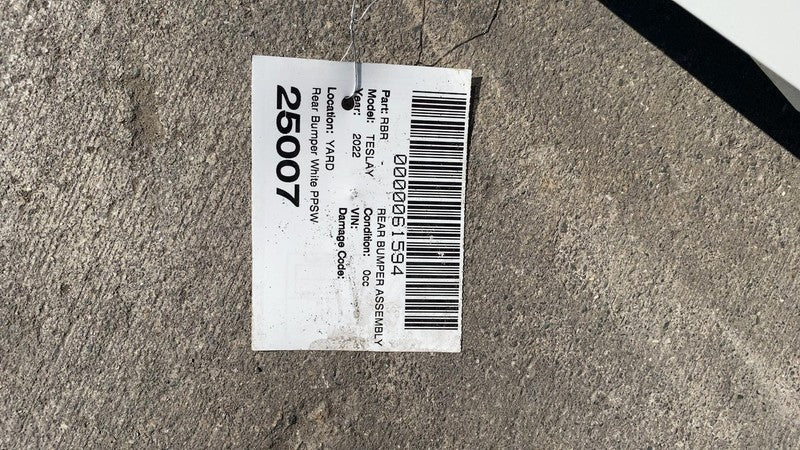 0000061594
Part: RBR - REAR BUMPER ASSEMBLY
Model: TESLAY Condition: 0cc
Year: 2022 VIN:
Location: YARD Damage Code:
Rear Bumper White PPSW
25007